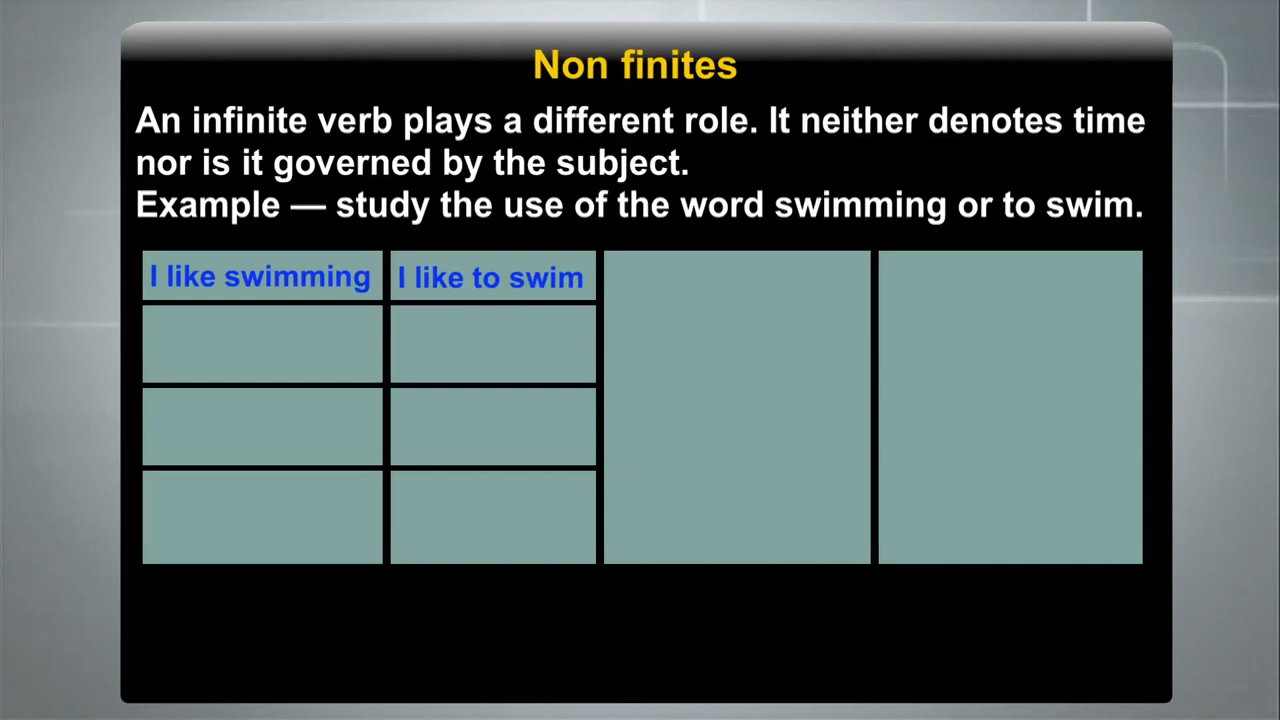 Non finites
An infinite verb plays a different role. It neither denotes time
nor is it governed by the subject.
Example — study the use of the word swimming or to swim.
I like swimming
I like to swim